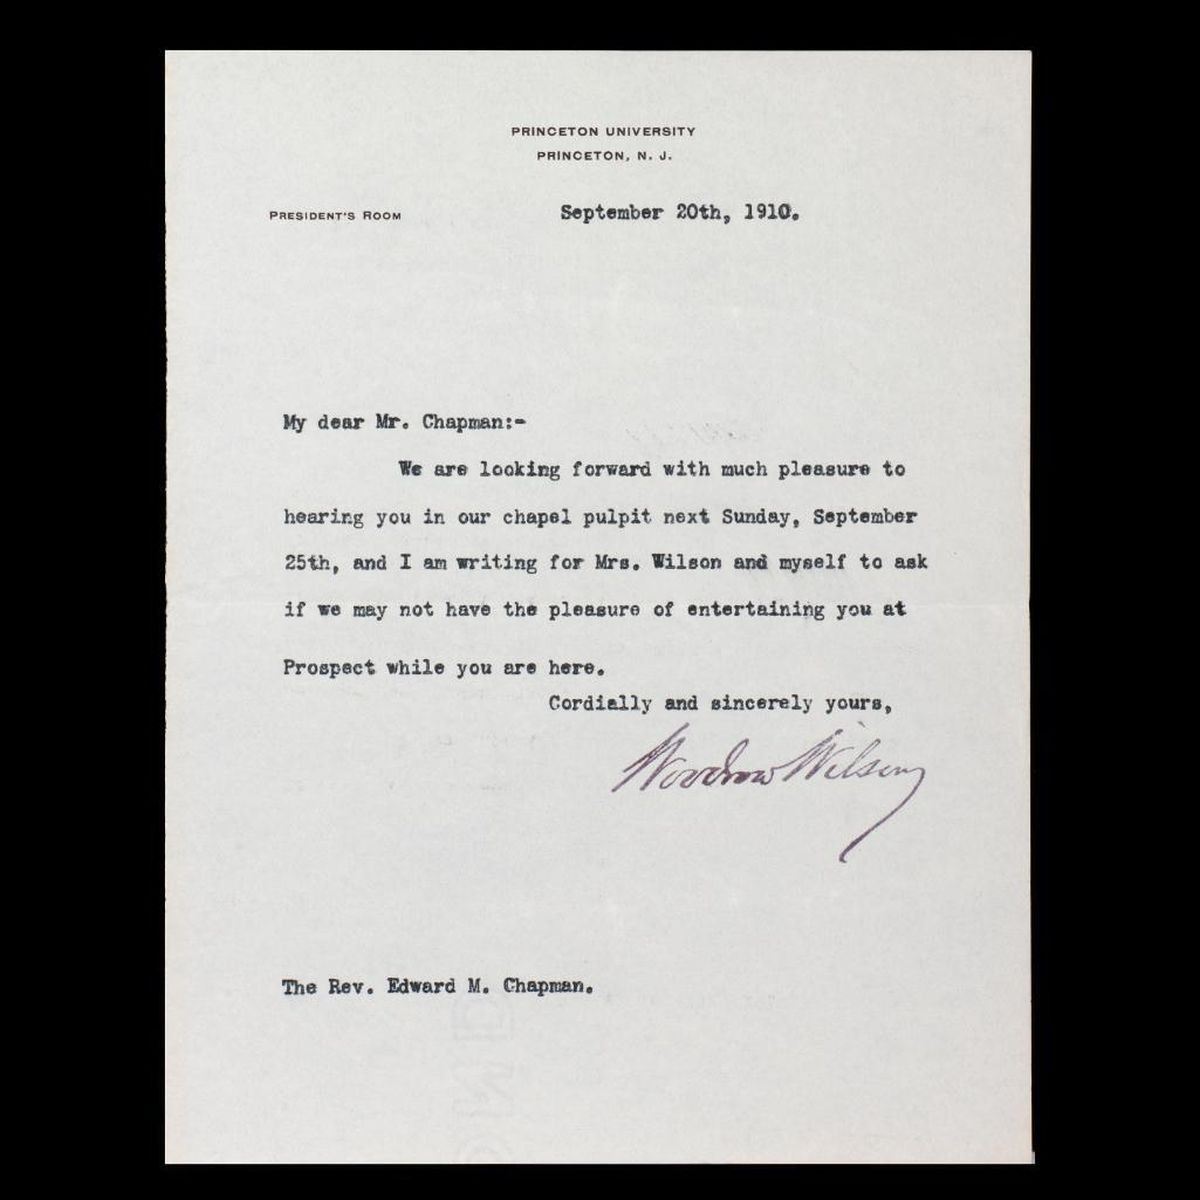 PRINCETON UNIVERSITY
PRINCETON, N. J.
PRESIDENT'S ROOM
September 20th, 1910.
My dear Mr. Chapman:-
We are looking forward with much pleasure to
hearing you in our chapel pulpit next Sunday, September
25th, and I am writing for Mrs. Wilson and myself to ask
if we may not have the pleasure of entertaining you at
Prospect while you are here.
Cordially and sincerely yours,
Woodrow Wilson
The Rev. Edward M. Chapman.